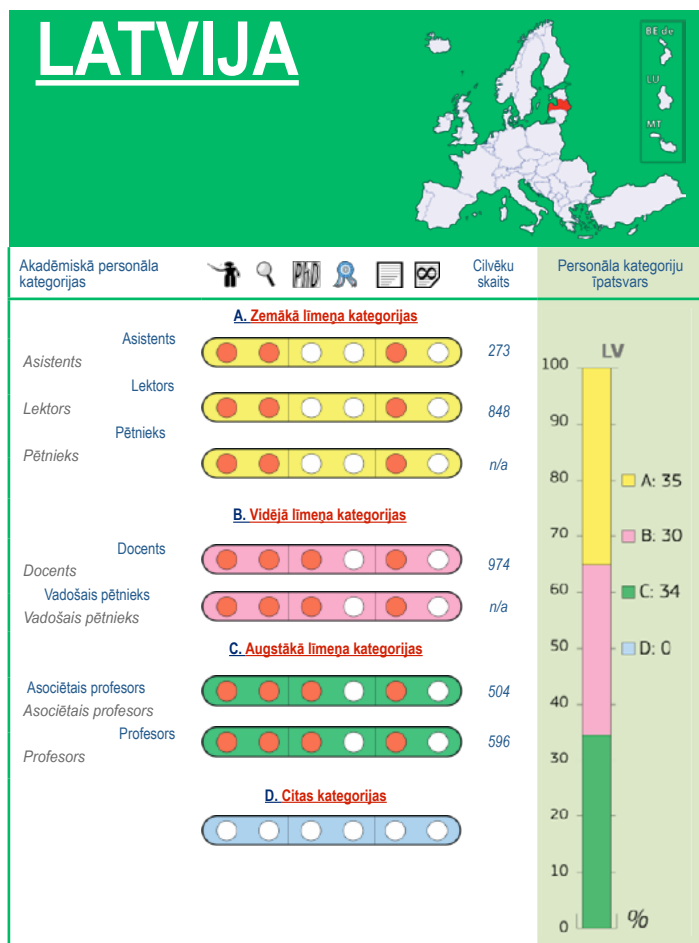 LATVIJA
BE de
LU
MT
Akadēmiskā personāla
kategorijas
PhD
Cilvēku
skaits
Personāla kategoriju
īpatsvars
A. Zemākā līmeņa kategorijas
Asistents
Asistents
273
Lektors
Lektors
848
Pētnieks
Pētnieks
n/a
B. Vidējā līmeņa kategorijas
Docents
Docents
974
Vadošais pētnieks
Vadošais pētnieks
n/a
C. Augstākā līmeņa kategorijas
Asociētais profesors
Asociētais profesors
504
Profesors
Profesors
596
D. Citas kategorijas
LV
100
90
80
70
60
50
40
30
20
10
0
%
A: 35
B: 30
C: 34
D: 0